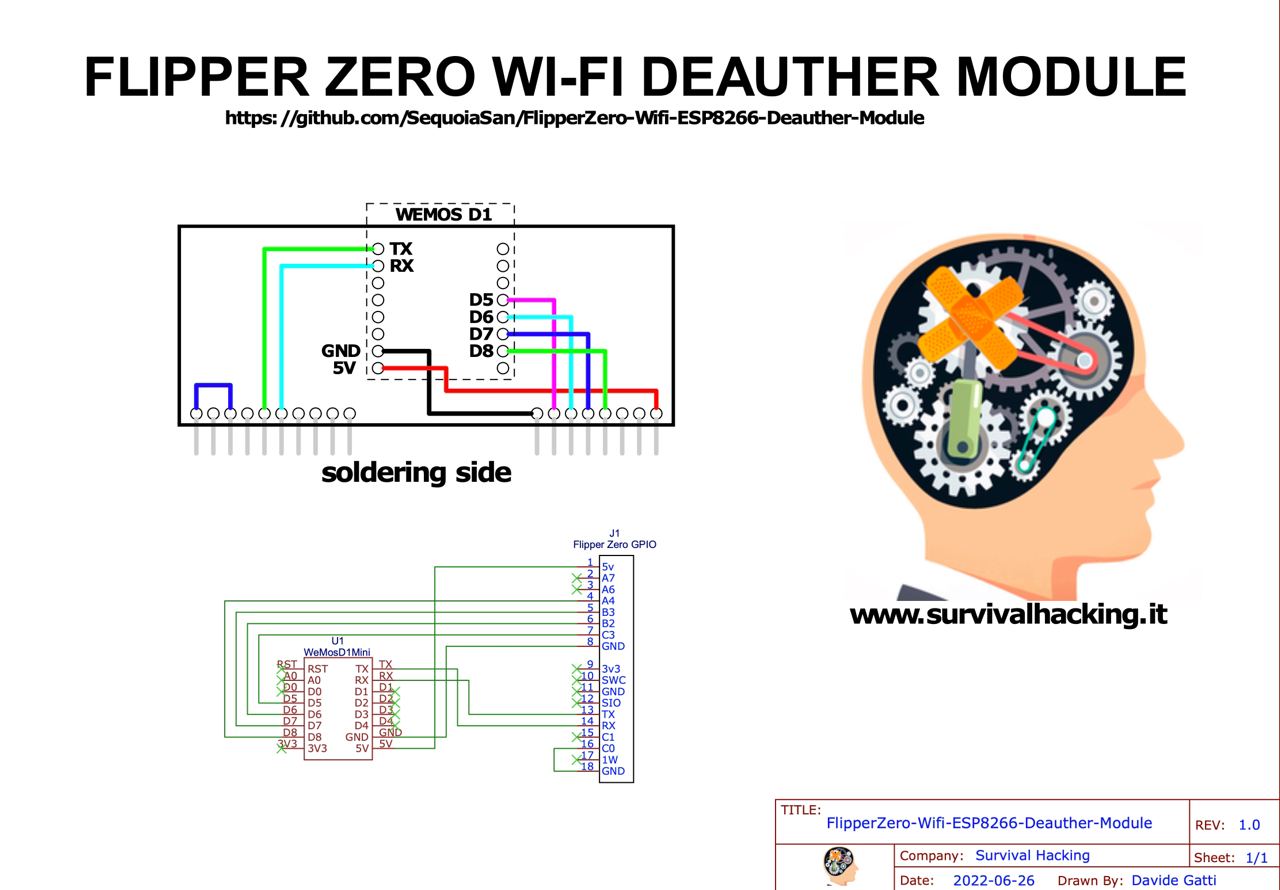 FLIPPER ZERO WI-FI DEAUTHER MODULE
https://github.com/SequoiaSan/FlipperZero-Wifi-ESP8266-Deauther-Module
WEMOS D1
TX
RX
D5
D6
D7
GND D8
5V
soldering side
www.survivalhacking.it
J1
Flipper Zero GPIO
1 5v
2 A7
3 A6
4 A4
5 B3
6 B2
7 C3
8 GND
9 3v3
10 SWC
11 GND
12 SIO
13 TX
14 RX
15 C1
16 C0
17 1W
18 GND
U1
WeMosD1Mini
RST RST TX TX
A0 A0 RX RX
D0 D0 D1 D1
D5 D5 D2 D2
D6 D6 D3 D3
D7 D7 D4 D4
D8 D8 GND GND
3V3 3V3 5V 5V
TITLE:
FlipperZero-Wifi-ESP8266-Deauther-Module
REV: 1.0
Company: Survival Hacking
Sheet: 1/1
Date: 2022-06-26 Drawn By: Davide Gatti